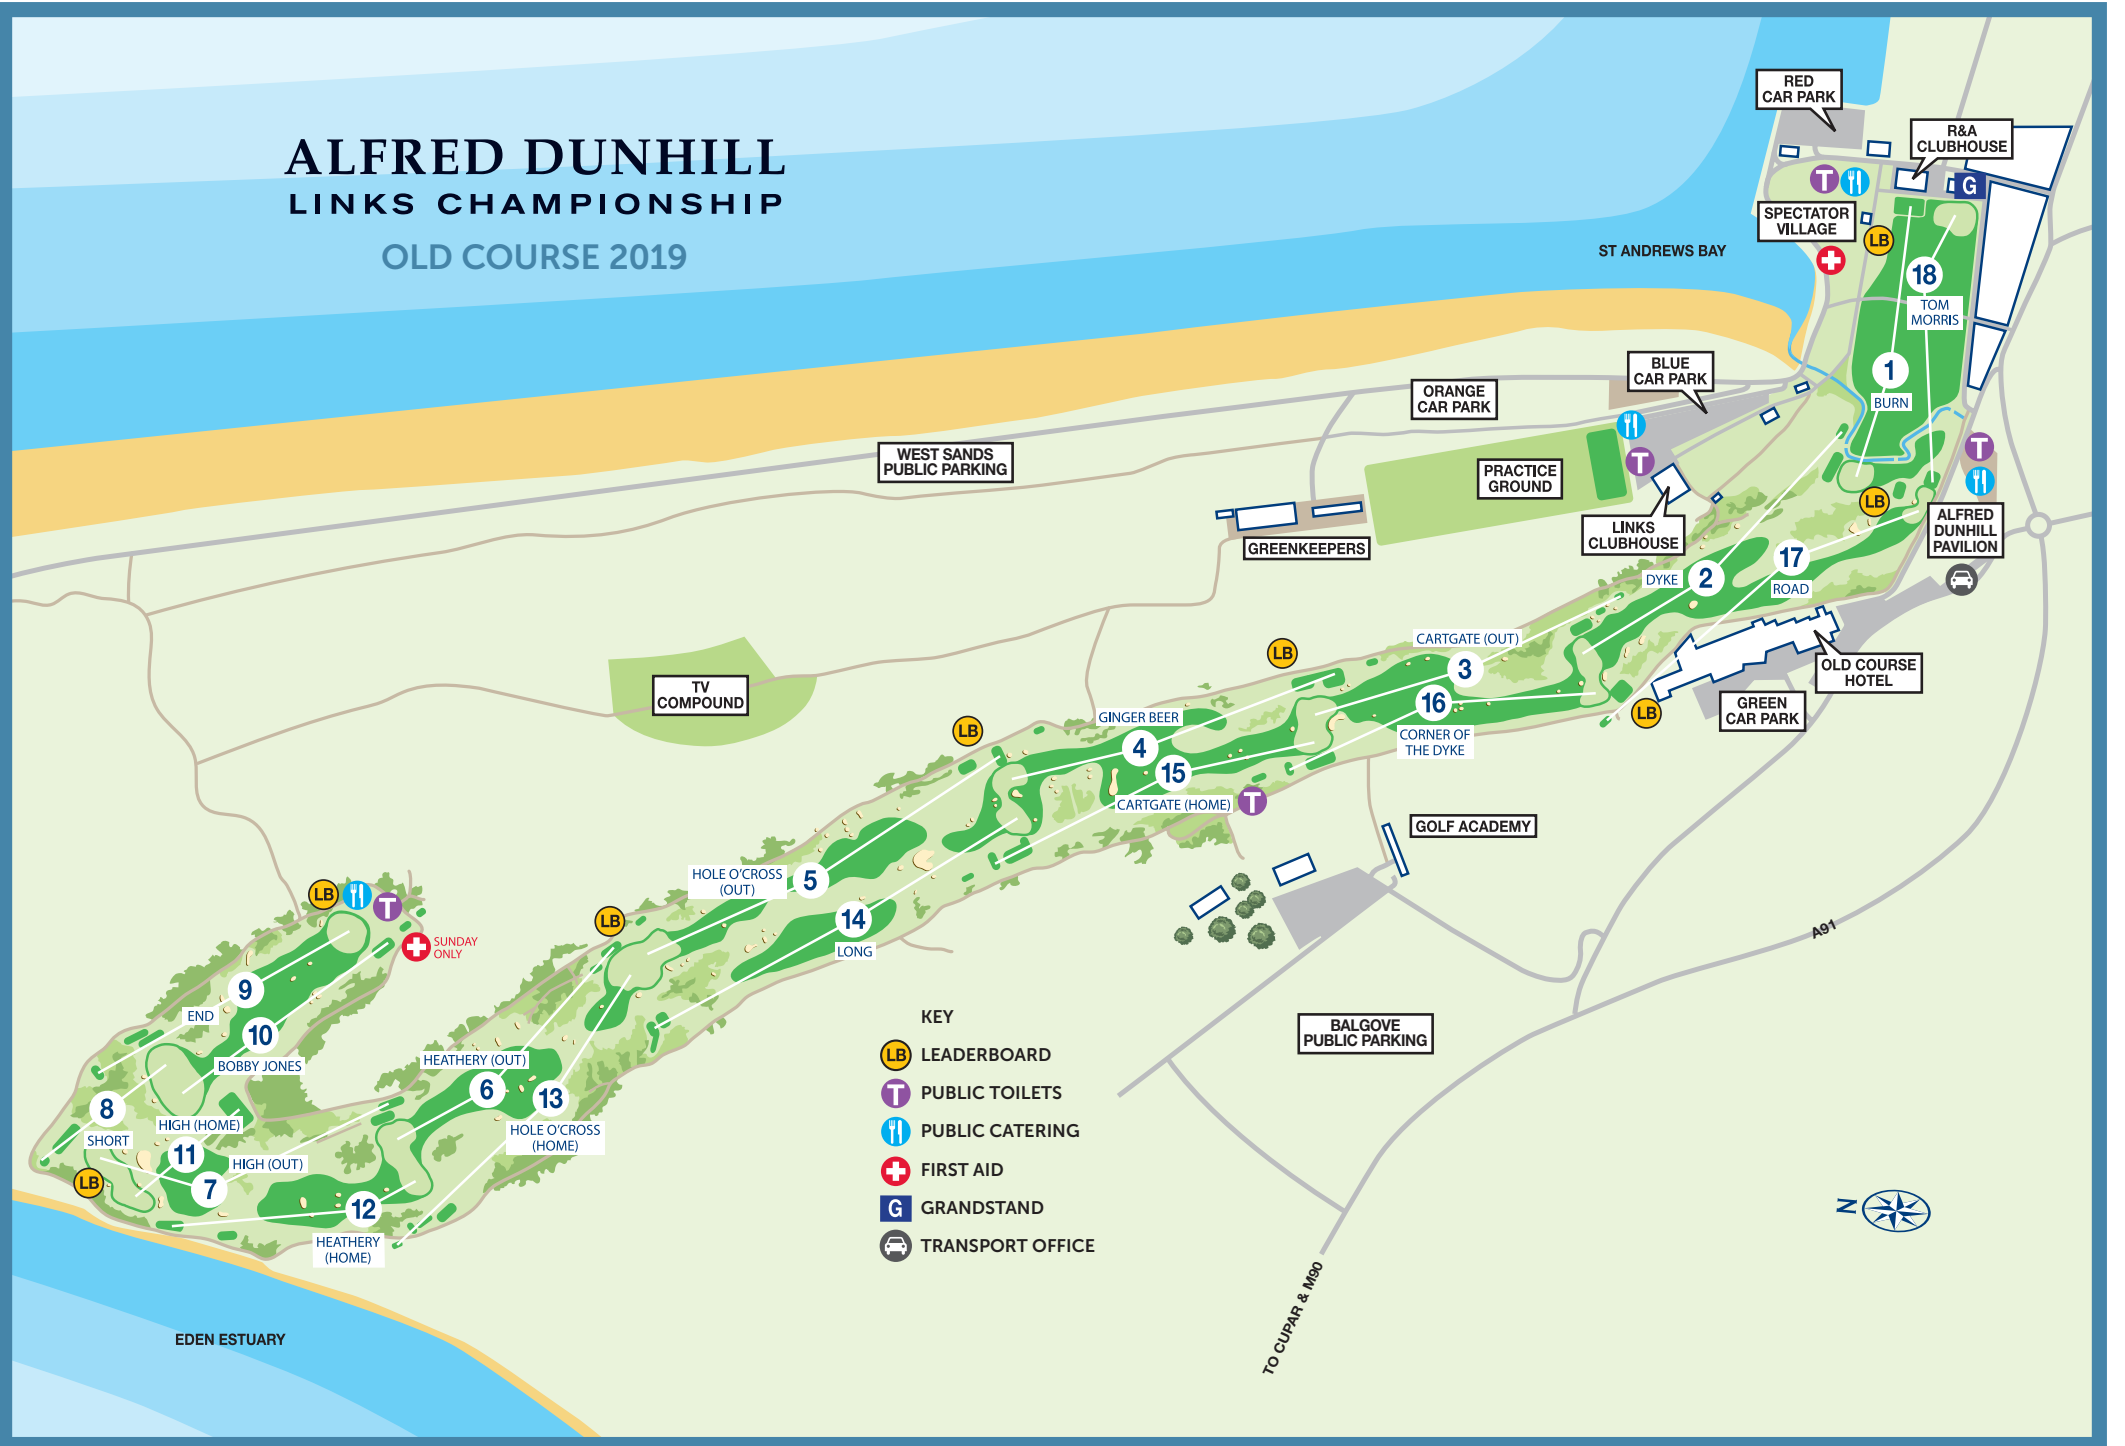 ALFRED DUNHILL
LINKS CHAMPIONSHIP
OLD COURSE 2019
RED
CAR PARK
R&A
CLUBHOUSE
T
G
SPECTATOR
VILLAGE
LB
ST ANDREWS BAY
18
TOM
MORRIS
1
BURN
BLUE
CAR PARK
ORANGE
CAR PARK
WEST SANDS
PUBLIC PARKING
PRACTICE
GROUND
T
T
LINKS
CLUBHOUSE
LB
ALFRED
DUNHILL
PAVILION
GREENKEEPERS
17
ROAD
DYKE
2
OLD COURSE
HOTEL
GREEN
CAR PARK
LB
LB
CARTGATE (OUT)
3
16
CORNER OF
THE DYKE
TV
COMPOUND
LB
GINGER BEER
4
15
CARTGATE (HOME)
T
GOLF ACADEMY
HOLE O'CROSS
(OUT)
5
14
LONG
LB
LB
T
SUNDAY
ONLY
9
END
10
BOBBY JONES
A91
HEATHERY (OUT)
6
13
HOLE O'CROSS
(HOME)
8
SHORT
HIGH (HOME)
11
HIGH (OUT)
7
LB
12
HEATHERY
(HOME)
BALGOVE
PUBLIC PARKING
KEY
LB LEADERBOARD
T PUBLIC TOILETS
PUBLIC CATERING
FIRST AID
G GRANDSTAND
TRANSPORT OFFICE
N
TO CUPAR & M90
EDEN ESTUARY